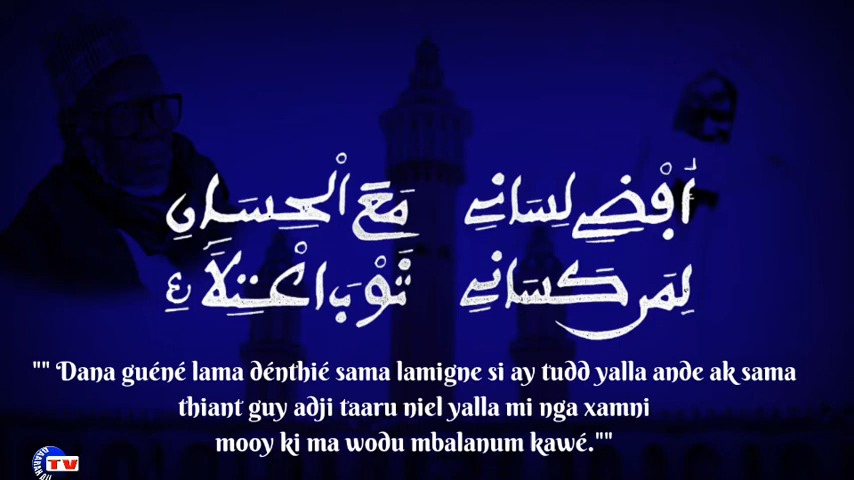 أَفْضِے لِسَانِے مَعَ الْحِسَانِ
لِمَن كَسَانِے ثَوْبَ اعْتِلَاءِ
"" Dana guéné lama dénthié sama lamigne si ay tudd yalla ande ak sama
thiant guy adji taaru niel yalla mi nga xamni
mooy ki ma wodu mbalanum kawé.""
TV